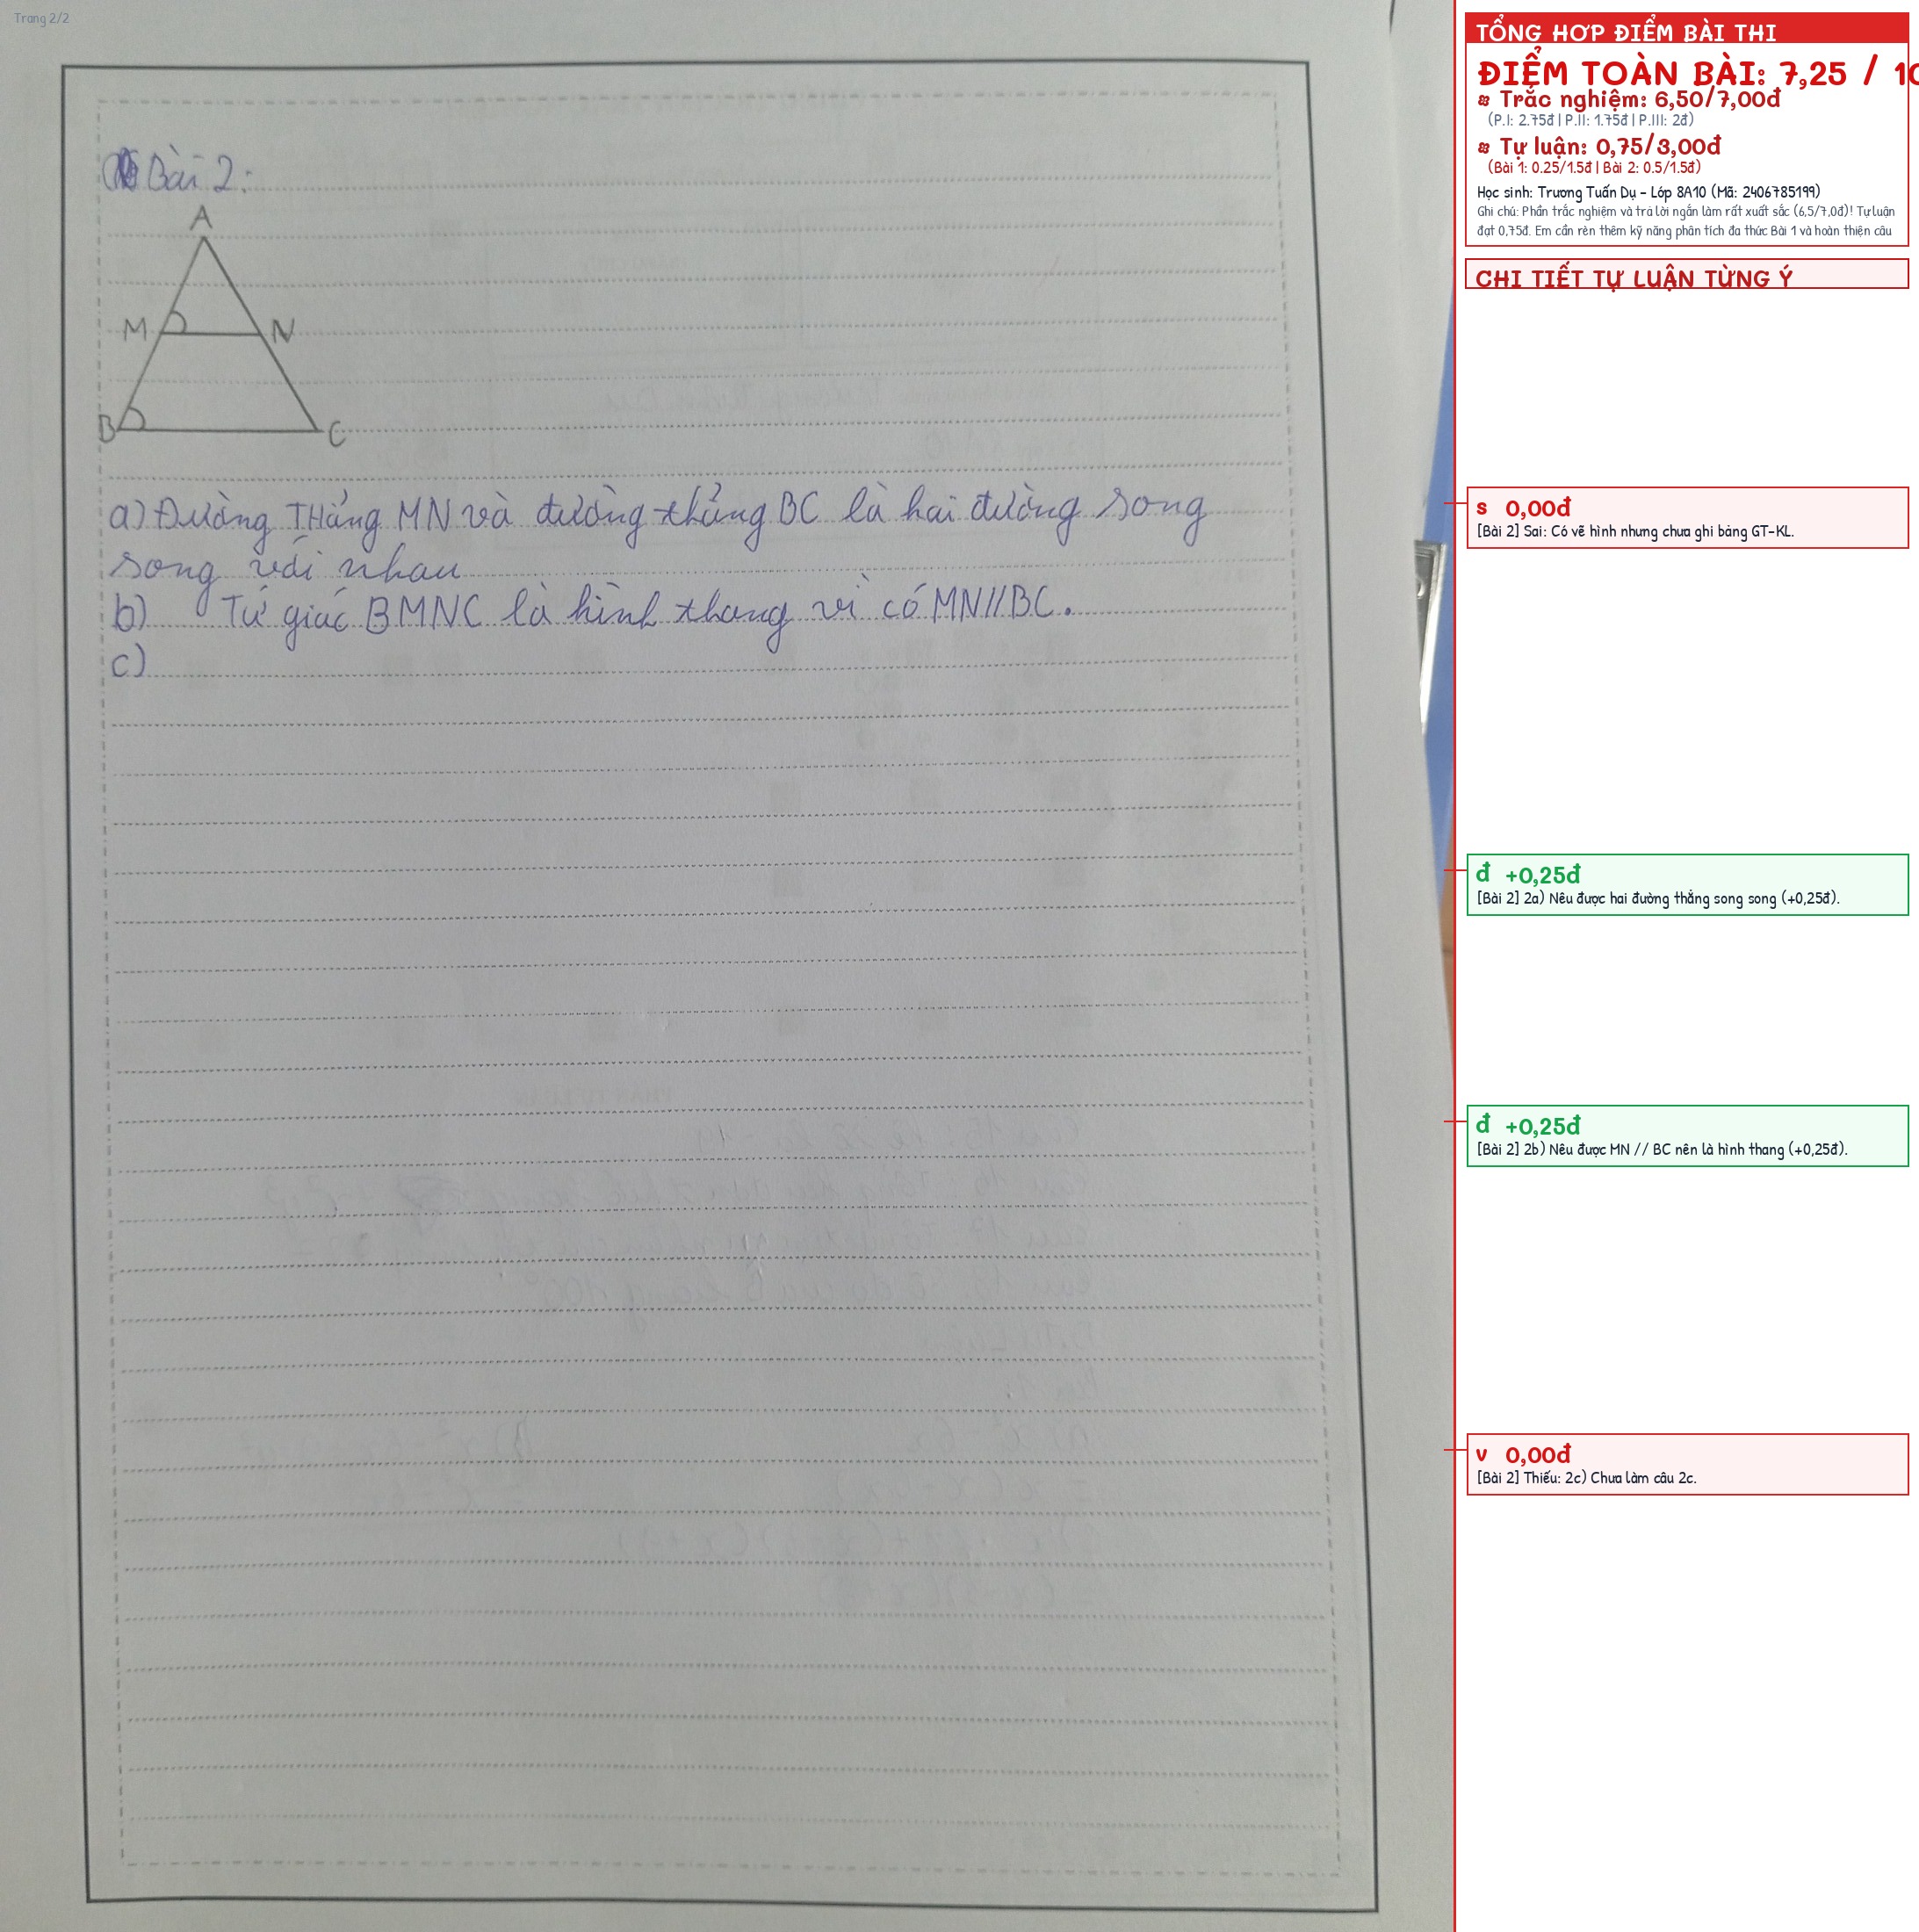 Trang 2/2
Bài 2:
A
M N
B C
a) Đường THẳng MN và đường thẳng BC là hai đường song
song với nhau
b) Tứ giác BMNC là hình thang vì có MN//BC.
c)
TỔNG HỢP ĐIỂM BÀI THI
ĐIỂM TOÀN BÀI: 7,25 / 10
Trắc nghiệm: 6,50/7,00đ
(P.I: 2.75đ | P.II: 1.75đ | P.III: 2đ)
Tự luận: 0,75/3,00đ
(Bài 1: 0.25/1.5đ | Bài 2: 0.5/1.5đ)
Học sinh: Trương Tuấn Dụ - Lớp 8A10 (Mã: 2406785199)
Ghi chú: Phần trắc nghiệm và trả lời ngắn làm rất xuất sắc (6,5/7,0đ)! Tự luận
đạt 0,75đ. Em cần rèn thêm kỹ năng phân tích đa thức Bài 1 và hoàn thiện câu
CHI TIẾT TỰ LUẬN TỪNG Ý
s 0,00đ
[Bài 2] Sai: Có vẽ hình nhưng chưa ghi bảng GT-KL.
đ +0,25đ
[Bài 2] 2a) Nêu được hai đường thẳng song song (+0,25đ).
đ +0,25đ
[Bài 2] 2b) Nêu được MN // BC nên là hình thang (+0,25đ).
v 0,00đ
[Bài 2] Thiếu: 2c) Chưa làm câu 2c.